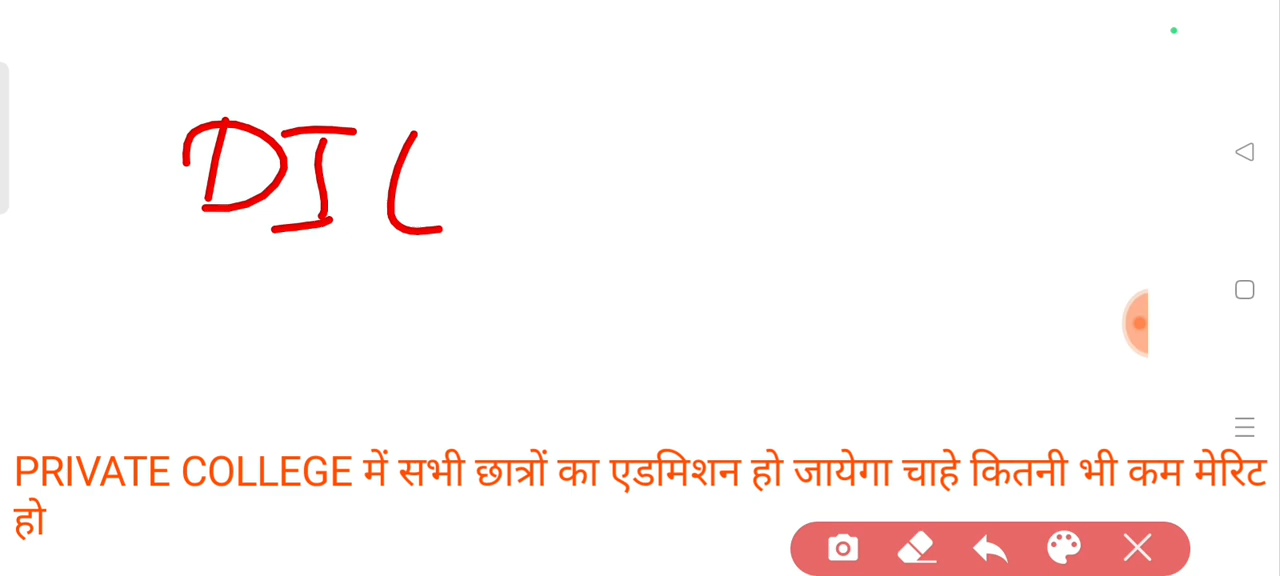 DIL
PRIVATE COLLEGE में सभी छात्रों का एडमिशन हो जायेगा चाहे कितनी भी कम मेरिट
हो